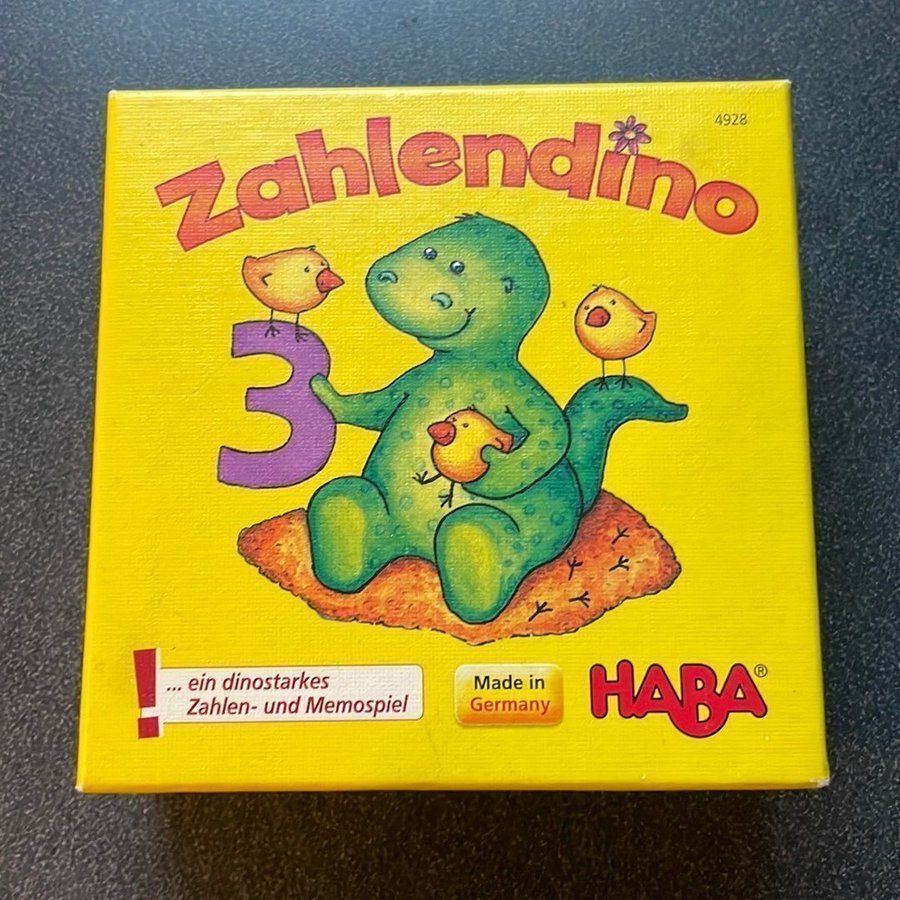 4928
Zahlendino
3
... ein dinostarkes
Zahlen- und Memospiel
Made in
Germany
HABA®